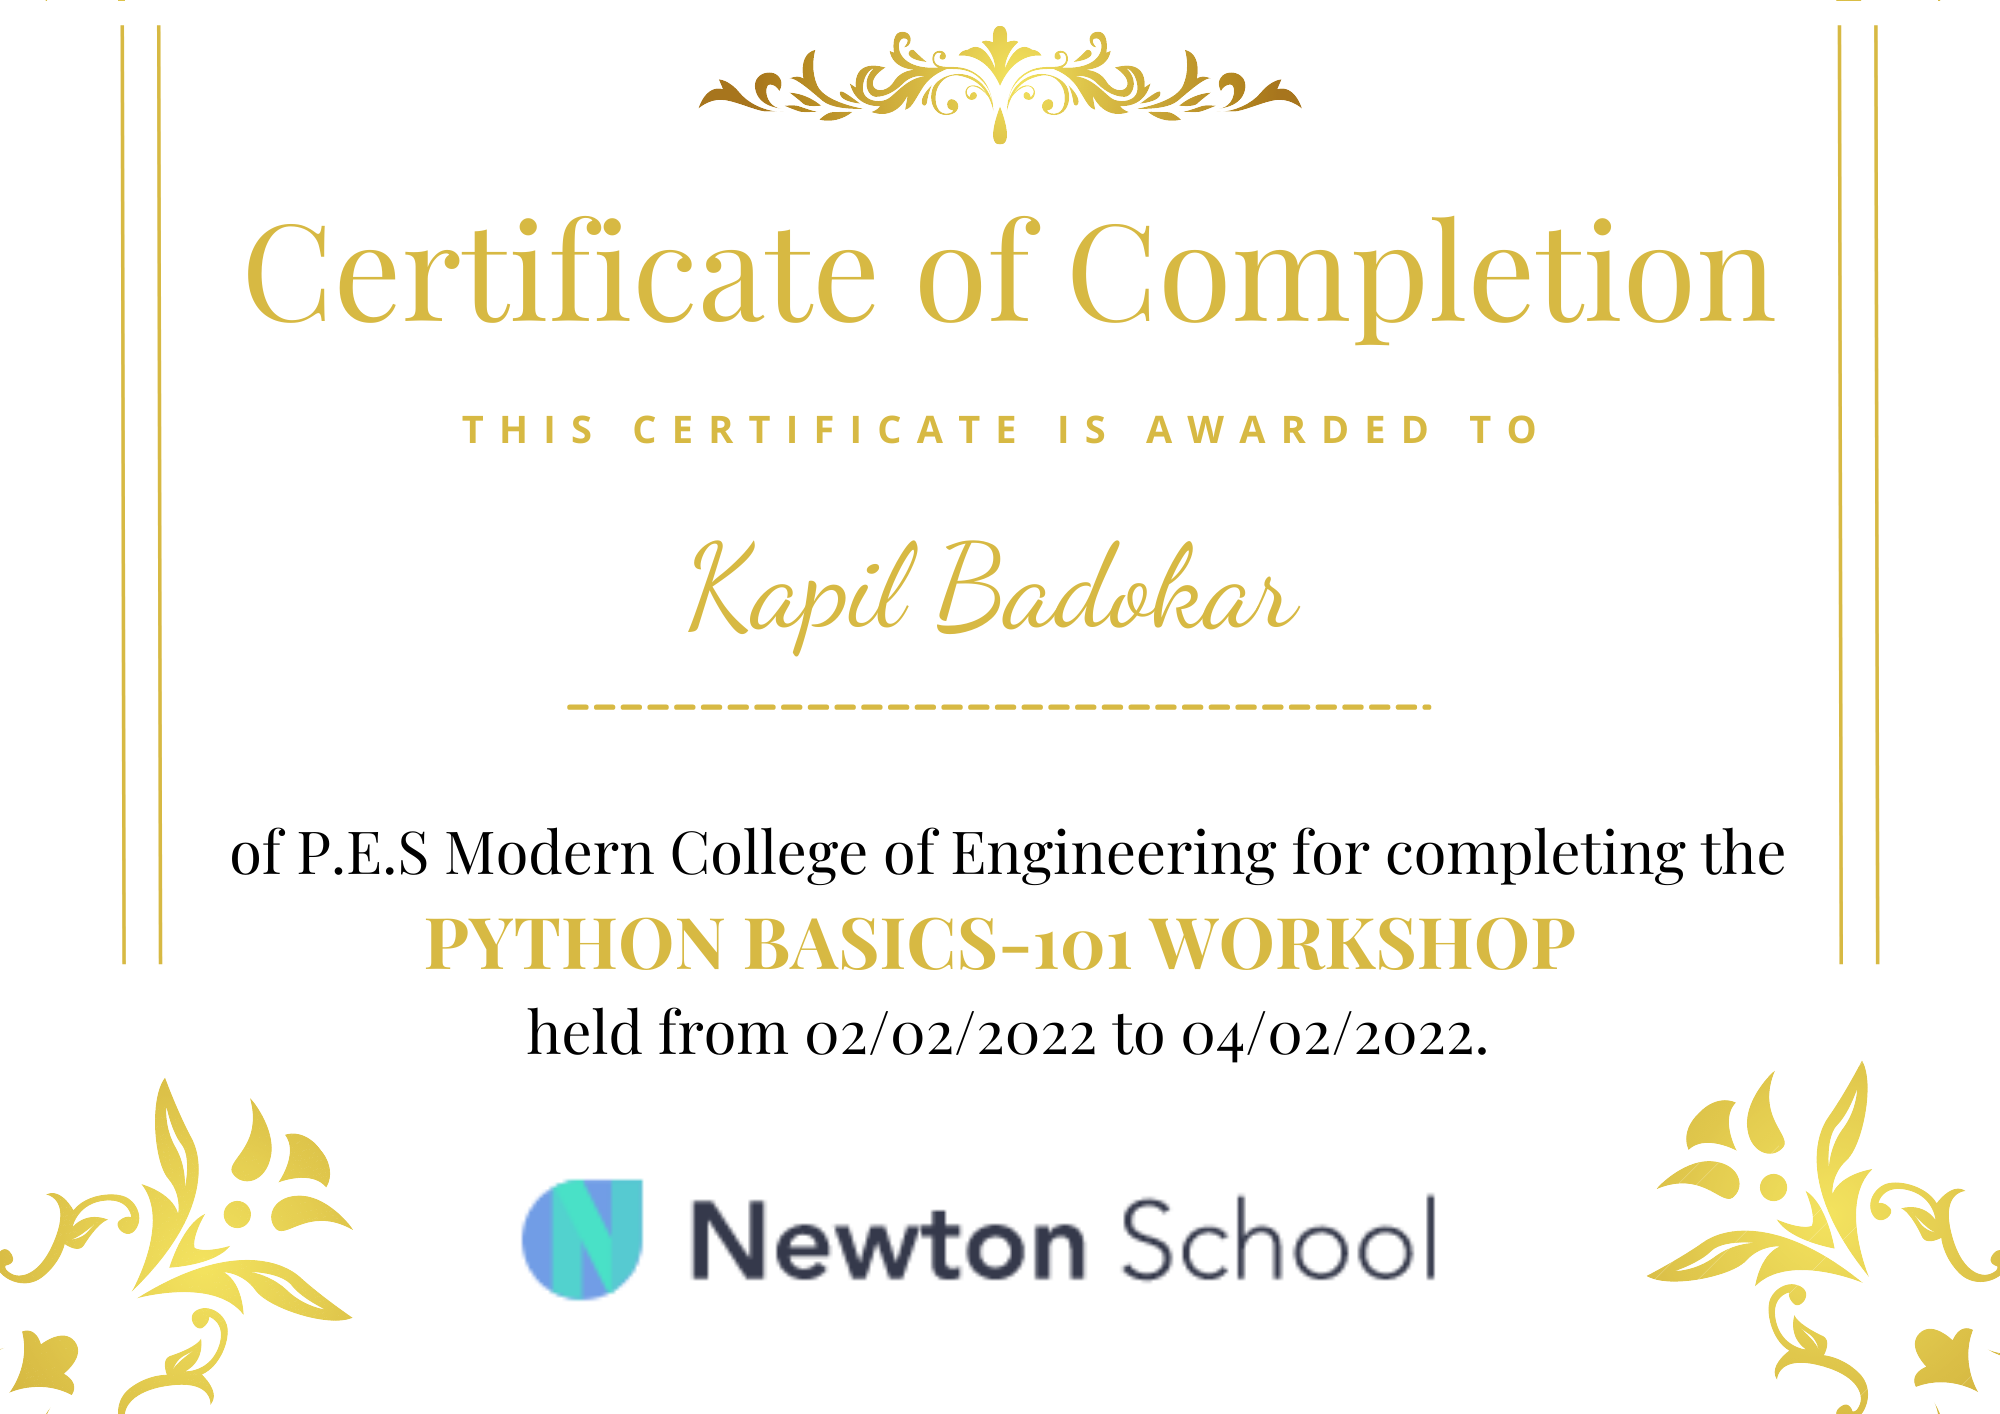 Certificate of Completion
THIS CERTIFICATE IS AWARDED TO
Kapil Badokar
of P.E.S Modern College of Engineering for completing the
PYTHON BASICS-101 WORKSHOP
held from 02/02/2022 to 04/02/2022.
Newton School